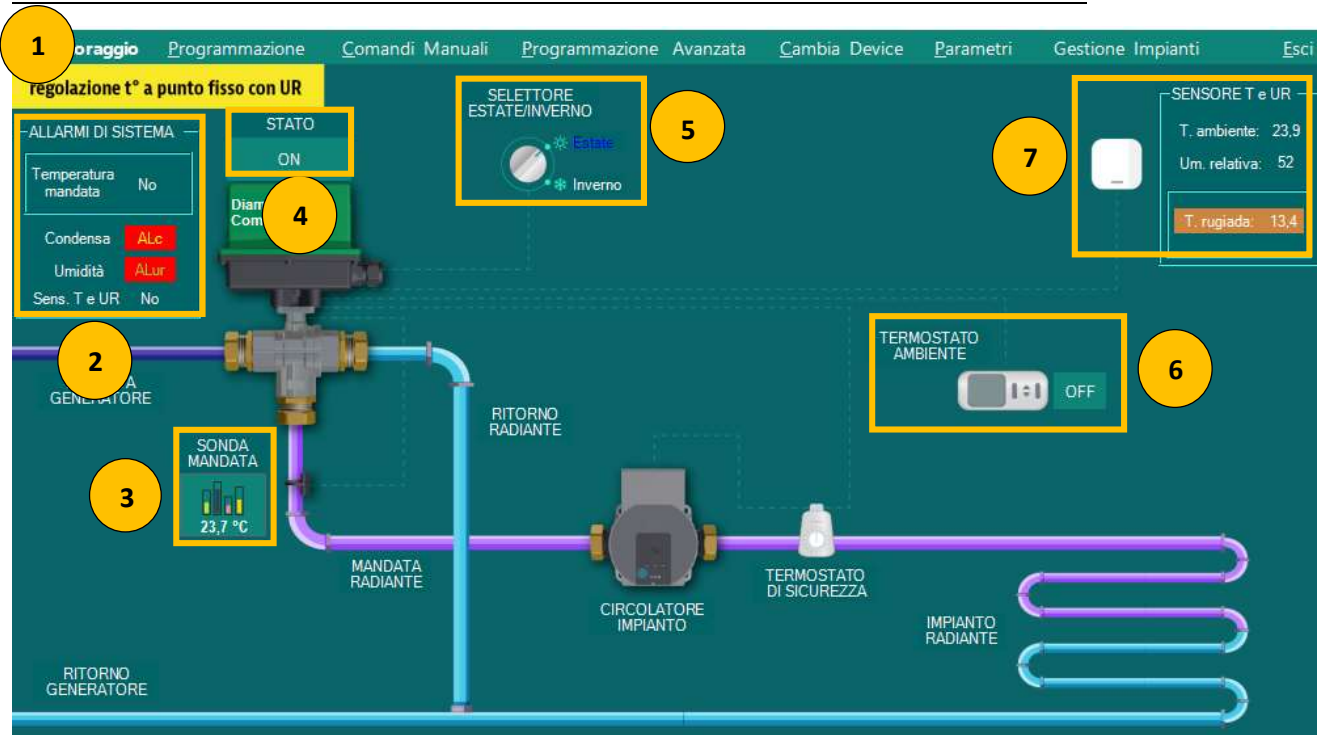 1
oraggio Programmazione Comandi Manuali Programmazione Avanzata Cambia Device Parametri Gestione Impianti Esci
regolazione t° a punto fisso con UR
ALLARMI DI SISTEMA
Temperatura
mandata
No
Condensa ALc
Umidità ALur
Sens. T e UR No
2
STATO
ON
4
SELETTORE
ESTATE/INVERNO
Estate
Inverno
5
7
SENSORE T e UR
T. ambiente: 23,9
Um. relativa: 52
T. rugiada: 13,4
TERMOSTATO
AMBIENTE
OFF
6
GENERATORE
RITORNO
RADIANTE
SONDA
MANDATA
23,7 °C
3
MANDATA
RADIANTE
CIRCOLATORE
IMPIANTO
TERMOSTATO
DI SICUREZZA
IMPIANTO
RADIANTE
RITORNO
GENERATORE